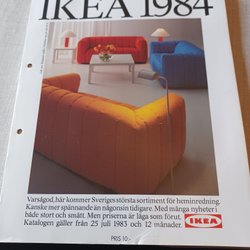 IKEA 1984
Varsågod, här kommer Sveriges största sortiment för heminredning.
Kanske mer spännande än någonsin tidigare. Med många nyheter i
både stort och smått. Men priserna är låga som förut.
Katalogen gäller från 25 juli 1983 och 12 månader.
IKEA
PRIS 10:-